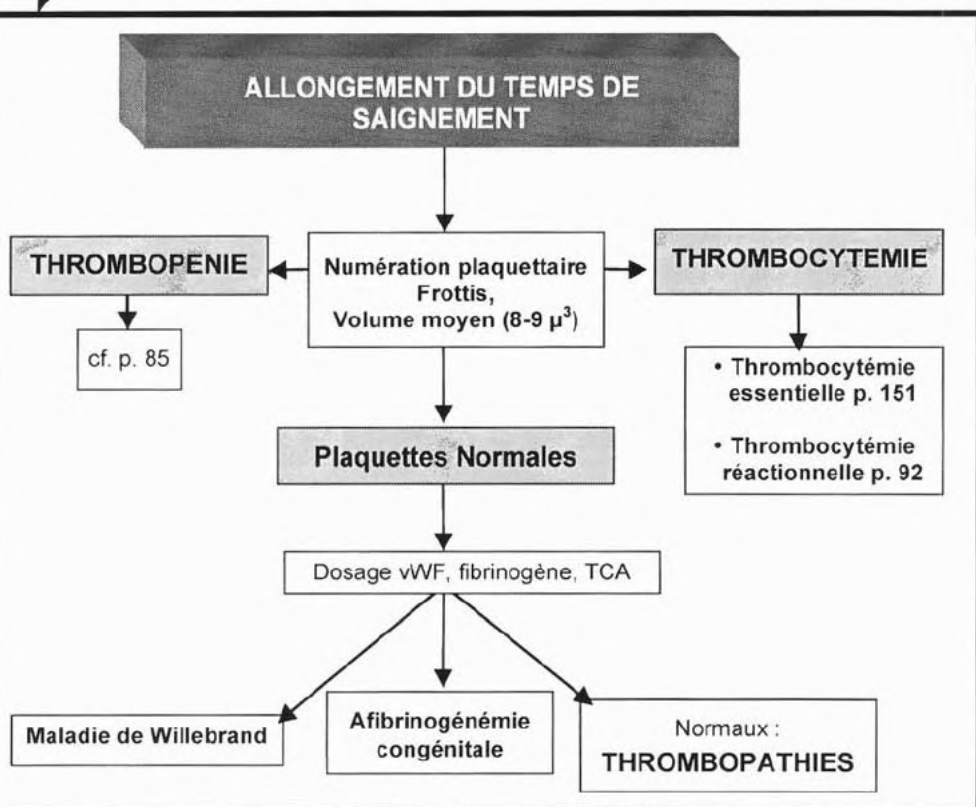 ALLONGEMENT DU TEMPS DE
SAIGNEMENT
THROMBOPENIE
Numération plaquettaire
Frottis,
Volume moyen (8-9 µ³)
THROMBOCYTEMIE
cf. p. 85
• Thrombocytémie
essentielle p. 151
• Thrombocytémie
réactionnelle p. 92
Plaquettes Normales
Dosage vWF, fibrinogène, TCA
Maladie de Willebrand
Afibrinogénémie
congénitale
Normaux :
THROMBOPATHIES